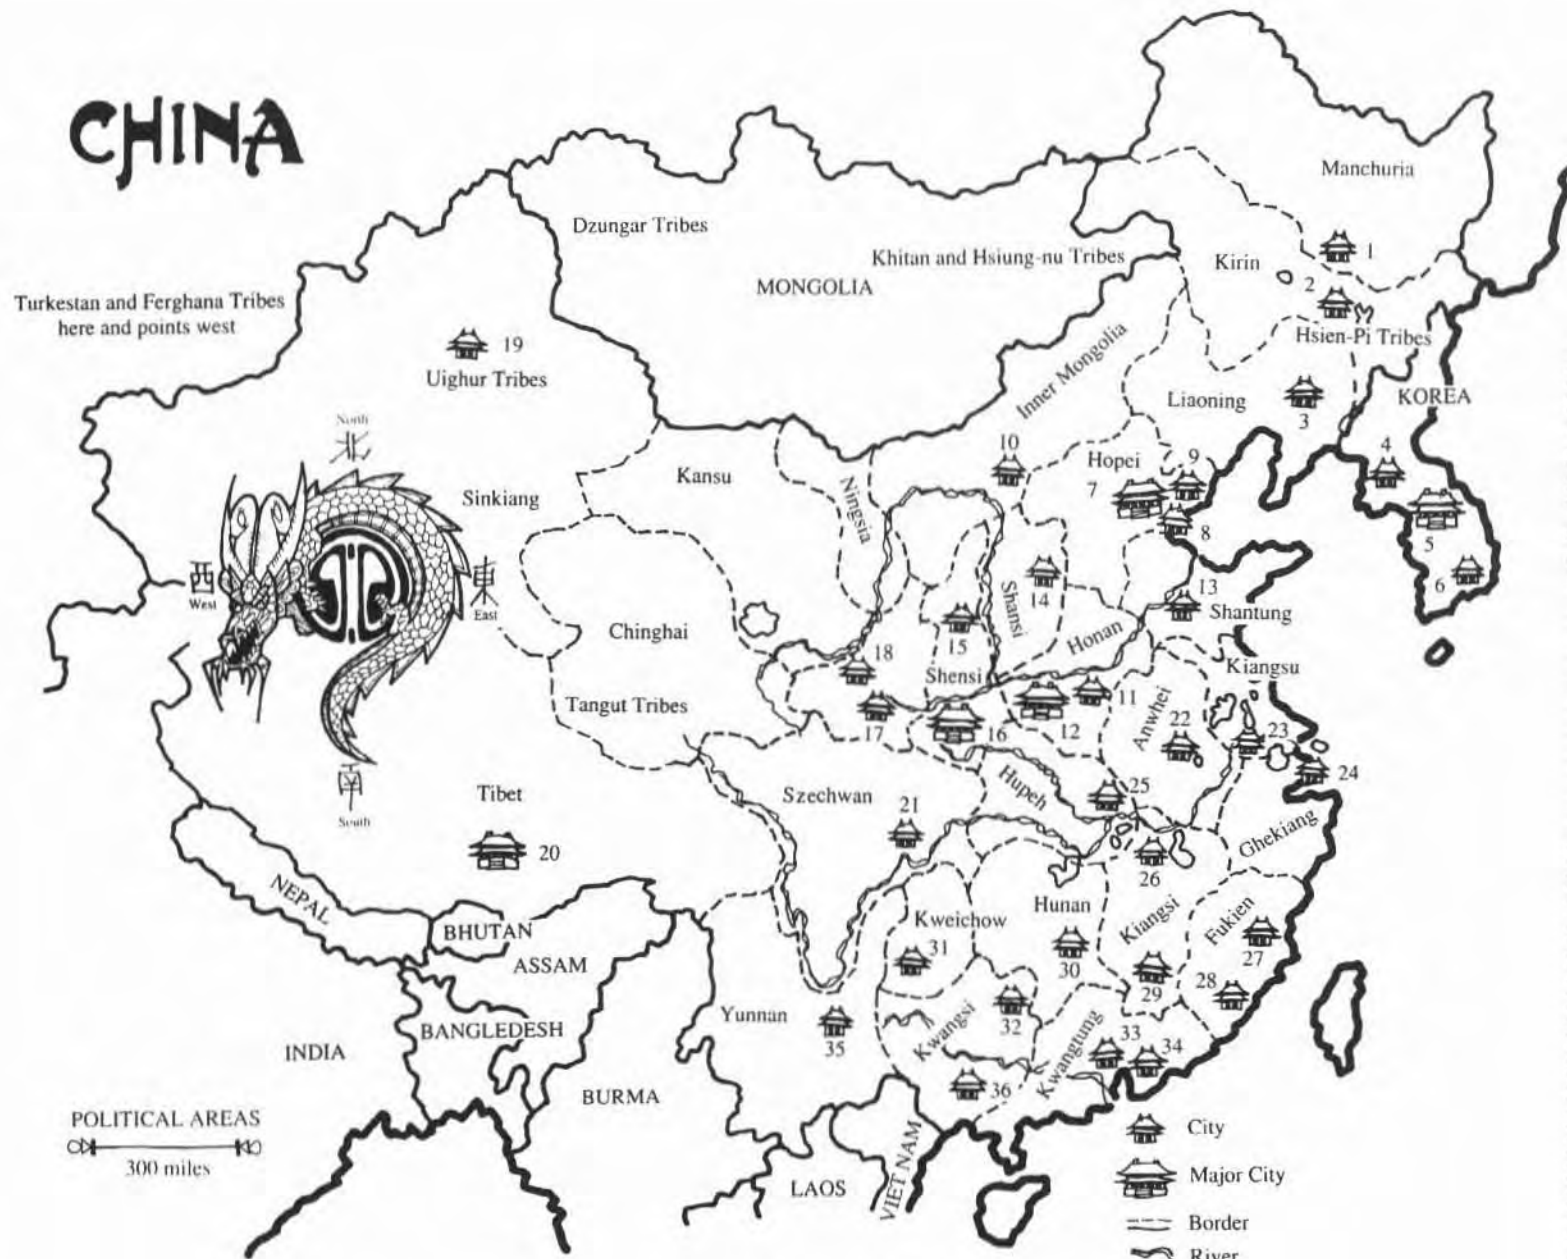 CHINA
Manchuria
Dzungar Tribes
Khitan and Hsiung-nu Tribes
MONGOLIA
Kirin
1
2
Turkestan and Ferghana Tribes
here and points west
19
Uighur Tribes
Hsien-Pi Tribes
Inner Mongolia
Liaoning
3
KOREA
North
北
10
Hopei
9
4
7
8
5
6
Kansu
Ningsia
Sinkiang
西
West
東
East
13
14
Shansi
Shantung
Honan
Chinghai
18
15
Shensi
Kiangsu
Tangut Tribes
11
12
16
17
Anwhei
22
23
24
南
South
Tibet
20
Szechwan
21
Hupeh
25
Ghekiang
26
NEPAL
BHUTAN
ASSAM
Kweichow
31
Hunan
30
Kiangsi
29
Fukien
27
28
BANGLEDESH
INDIA
Yunnan
35
Kwangsi
32
Kwangtung
33
34
36
BURMA
LAOS
VIET NAM
POLITICAL AREAS
300 miles
City
Major City
Border
River